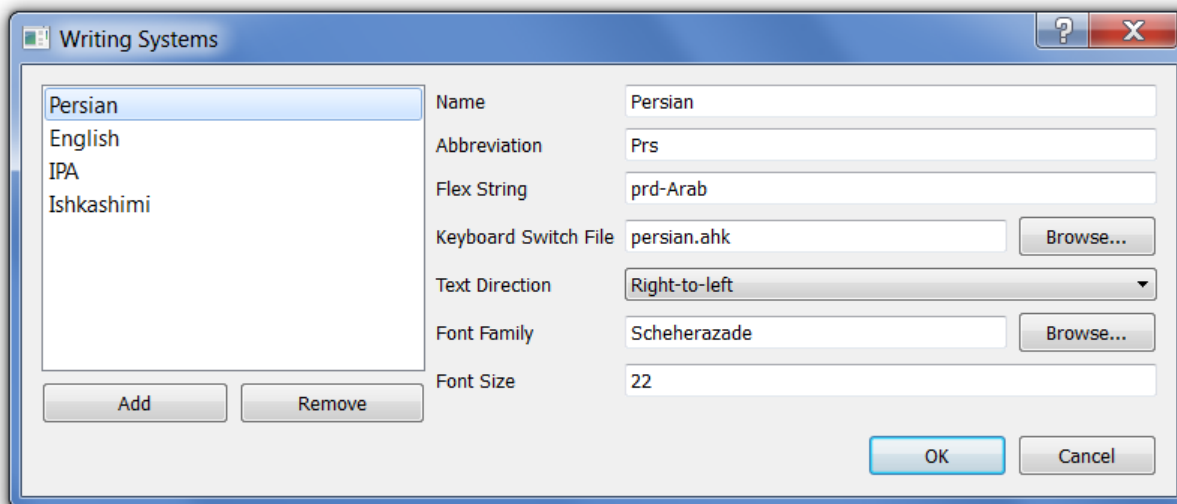 Writing Systems
? X
Persian
English
IPA
Ishkashimi
Add Remove
Name Persian
Abbreviation Prs
Flex String prd-Arab
Keyboard Switch File persian.ahk Browse...
Text Direction Right-to-left
Font Family Scheherazade Browse...
Font Size 22
OK Cancel